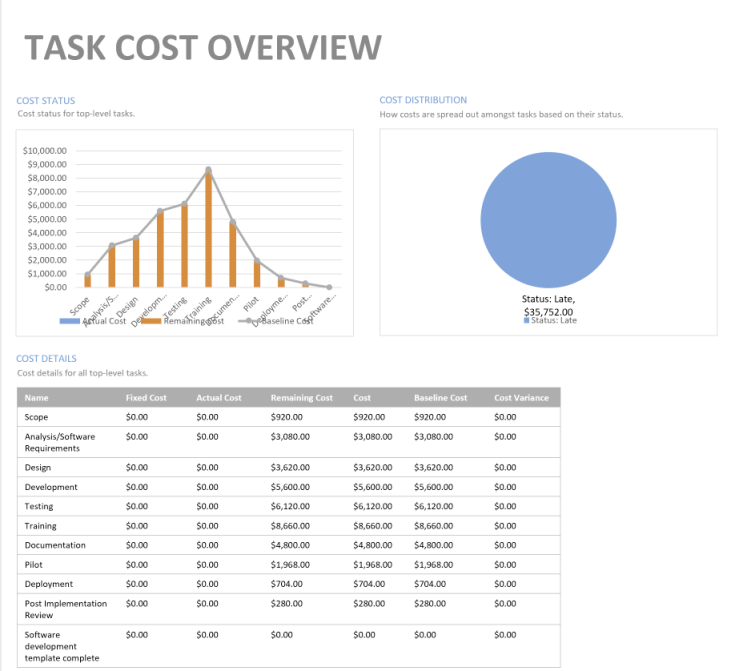 TASK COST OVERVIEW
COST STATUS
Cost status for top-level tasks.
$10,000.00
$9,000.00
$8,000.00
$7,000.00
$6,000.00
$5,000.00
$4,000.00
$3,000.00
$2,000.00
$1,000.00
$0.00
Scope
Analysis/S...
Design
Developm...
Testing
Training
Documen...
Pilot
Deployme...
Post...
Software...
Actual Cost Remaining Cost Baseline Cost
COST DISTRIBUTION
How costs are spread out amongst tasks based on their status.
Status: Late,
$35,752.00
Status: Late
COST DETAILS
Cost details for all top-level tasks.
Name Fixed Cost Actual Cost Remaining Cost Cost Baseline Cost Cost Variance
Scope $0.00 $0.00 $920.00 $920.00 $920.00 $0.00
Analysis/Software $0.00 $0.00 $3,080.00 $3,080.00 $3,080.00 $0.00
Requirements
Design $0.00 $0.00 $3,620.00 $3,620.00 $3,620.00 $0.00
Development $0.00 $0.00 $5,600.00 $5,600.00 $5,600.00 $0.00
Testing $0.00 $0.00 $6,120.00 $6,120.00 $6,120.00 $0.00
Training $0.00 $0.00 $8,660.00 $8,660.00 $8,660.00 $0.00
Documentation $0.00 $0.00 $4,800.00 $4,800.00 $4,800.00 $0.00
Pilot $0.00 $0.00 $1,968.00 $1,968.00 $1,968.00 $0.00
Deployment $0.00 $0.00 $704.00 $704.00 $704.00 $0.00
Post Implementation $0.00 $0.00 $280.00 $280.00 $280.00 $0.00
Review
Software $0.00 $0.00 $0.00 $0.00 $0.00 $0.00
development
template complete